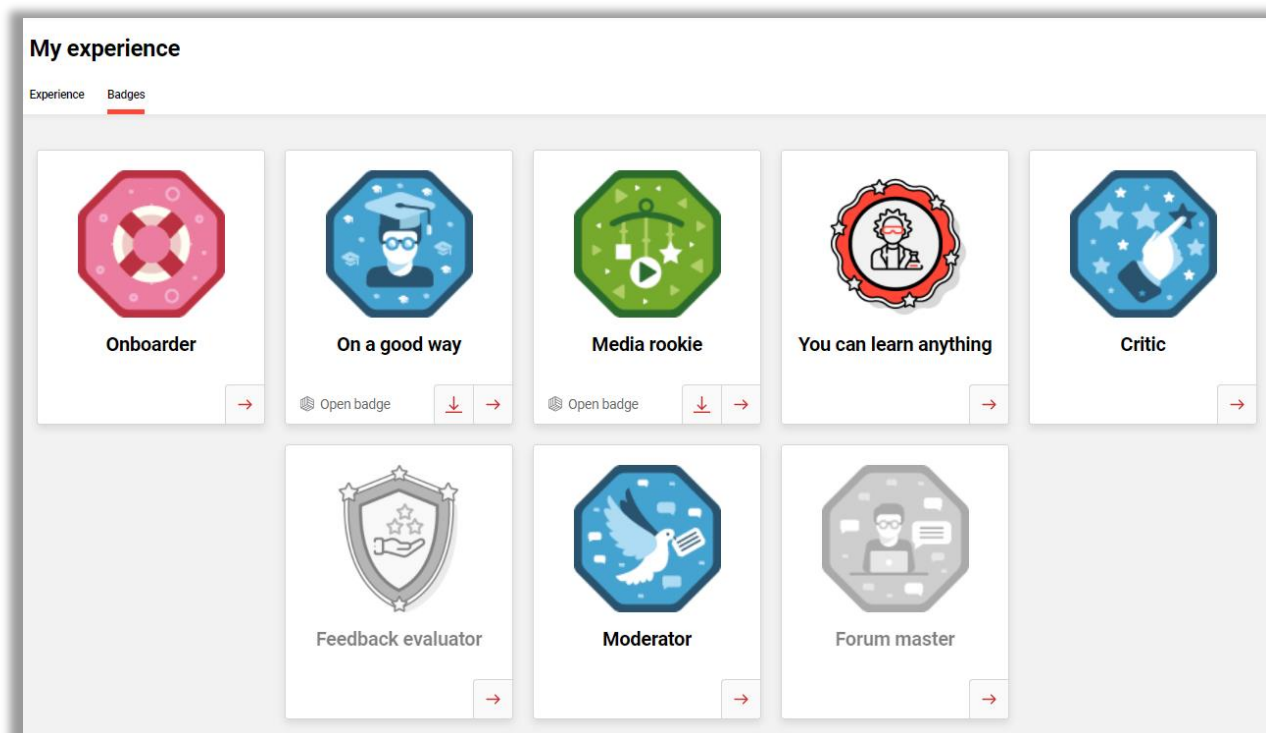 My experience
Experience Badges
Onboarder On a good way Media rookie You can learn anything Critic
Open badge Open badge
Feedback evaluator Moderator Forum master